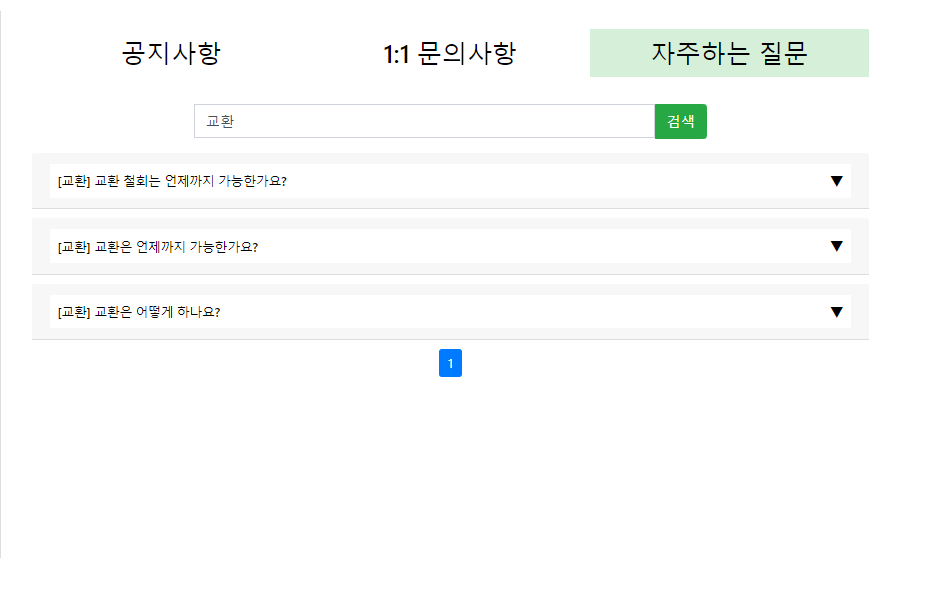 공지사항 1:1 문의사항 자주하는 질문
교환 검색
[교환] 교환 철회는 언제까지 가능한가요? ▼
[교환] 교환은 언제까지 가능한가요? ▼
[교환] 교환은 어떻게 하나요? ▼
1